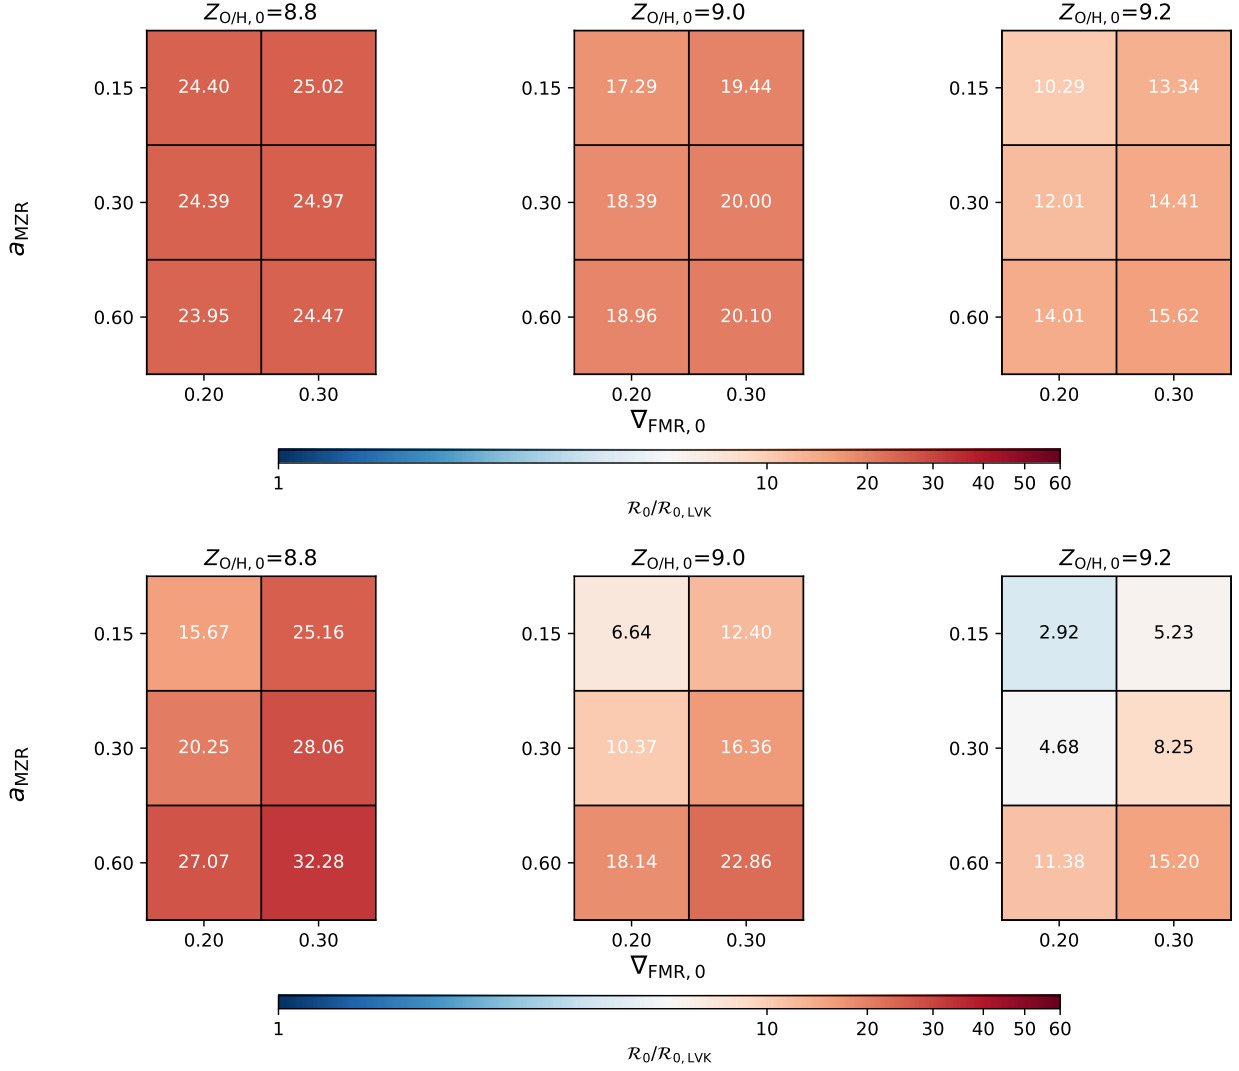 Z_O/H, 0=8.8 Z_O/H, 0=9.0 Z_O/H, 0=9.2
0.15 24.40 25.02 0.15 17.29 19.44 0.15 10.29 13.34
a_MZR
0.30 24.39 24.97 0.30 18.39 20.00 0.30 12.01 14.41
0.60 23.95 24.47 0.60 18.96 20.10 0.60 14.01 15.62
0.20 0.30 0.20 0.30 0.20 0.30
∇_FMR, 0
1 10 20 30 40 50 60
ℛ_0/ℛ_0, LVK
Z_O/H, 0=8.8 Z_O/H, 0=9.0 Z_O/H, 0=9.2
0.15 15.67 25.16 0.15 6.64 12.40 0.15 2.92 5.23
a_MZR
0.30 20.25 28.06 0.30 10.37 16.36 0.30 4.68 8.25
0.60 27.07 32.28 0.60 18.14 22.86 0.60 11.38 15.20
0.20 0.30 0.20 0.30 0.20 0.30
∇_FMR, 0
1 10 20 30 40 50 60
ℛ_0/ℛ_0, LVK